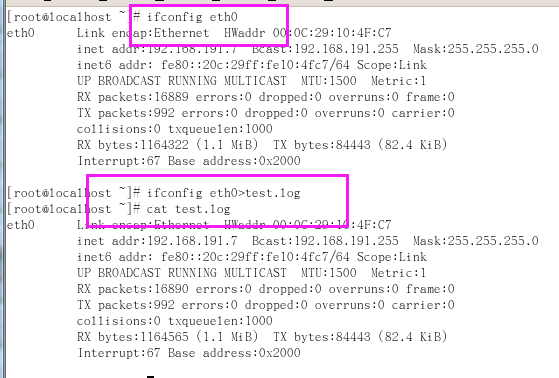 [root@localhost ~]# ifconfig eth0
eth0 Link encap:Ethernet HWaddr 00:0C:29:10:4F:C7
inet addr:192.168.191.7 Bcast:192.168.191.255 Mask:255.255.255.0
inet6 addr: fe80::20c:29ff:fe10:4fc7/64 Scope:Link
UP BROADCAST RUNNING MULTICAST MTU:1500 Metric:1
RX packets:16889 errors:0 dropped:0 overruns:0 frame:0
TX packets:992 errors:0 dropped:0 overruns:0 carrier:0
collisions:0 txqueuelen:1000
RX bytes:1164322 (1.1 MiB) TX bytes:84443 (82.4 KiB)
Interrupt:67 Base address:0x2000
[root@localhost ~]# ifconfig eth0>test.log
[root@localhost ~]# cat test.log
eth0 Link encap:Ethernet HWaddr 00:0C:29:10:4F:C7
inet addr:192.168.191.7 Bcast:192.168.191.255 Mask:255.255.255.0
inet6 addr: fe80::20c:29ff:fe10:4fc7/64 Scope:Link
UP BROADCAST RUNNING MULTICAST MTU:1500 Metric:1
RX packets:16890 errors:0 dropped:0 overruns:0 frame:0
TX packets:992 errors:0 dropped:0 overruns:0 carrier:0
collisions:0 txqueuelen:1000
RX bytes:1164565 (1.1 MiB) TX bytes:84443 (82.4 KiB)
Interrupt:67 Base address:0x2000